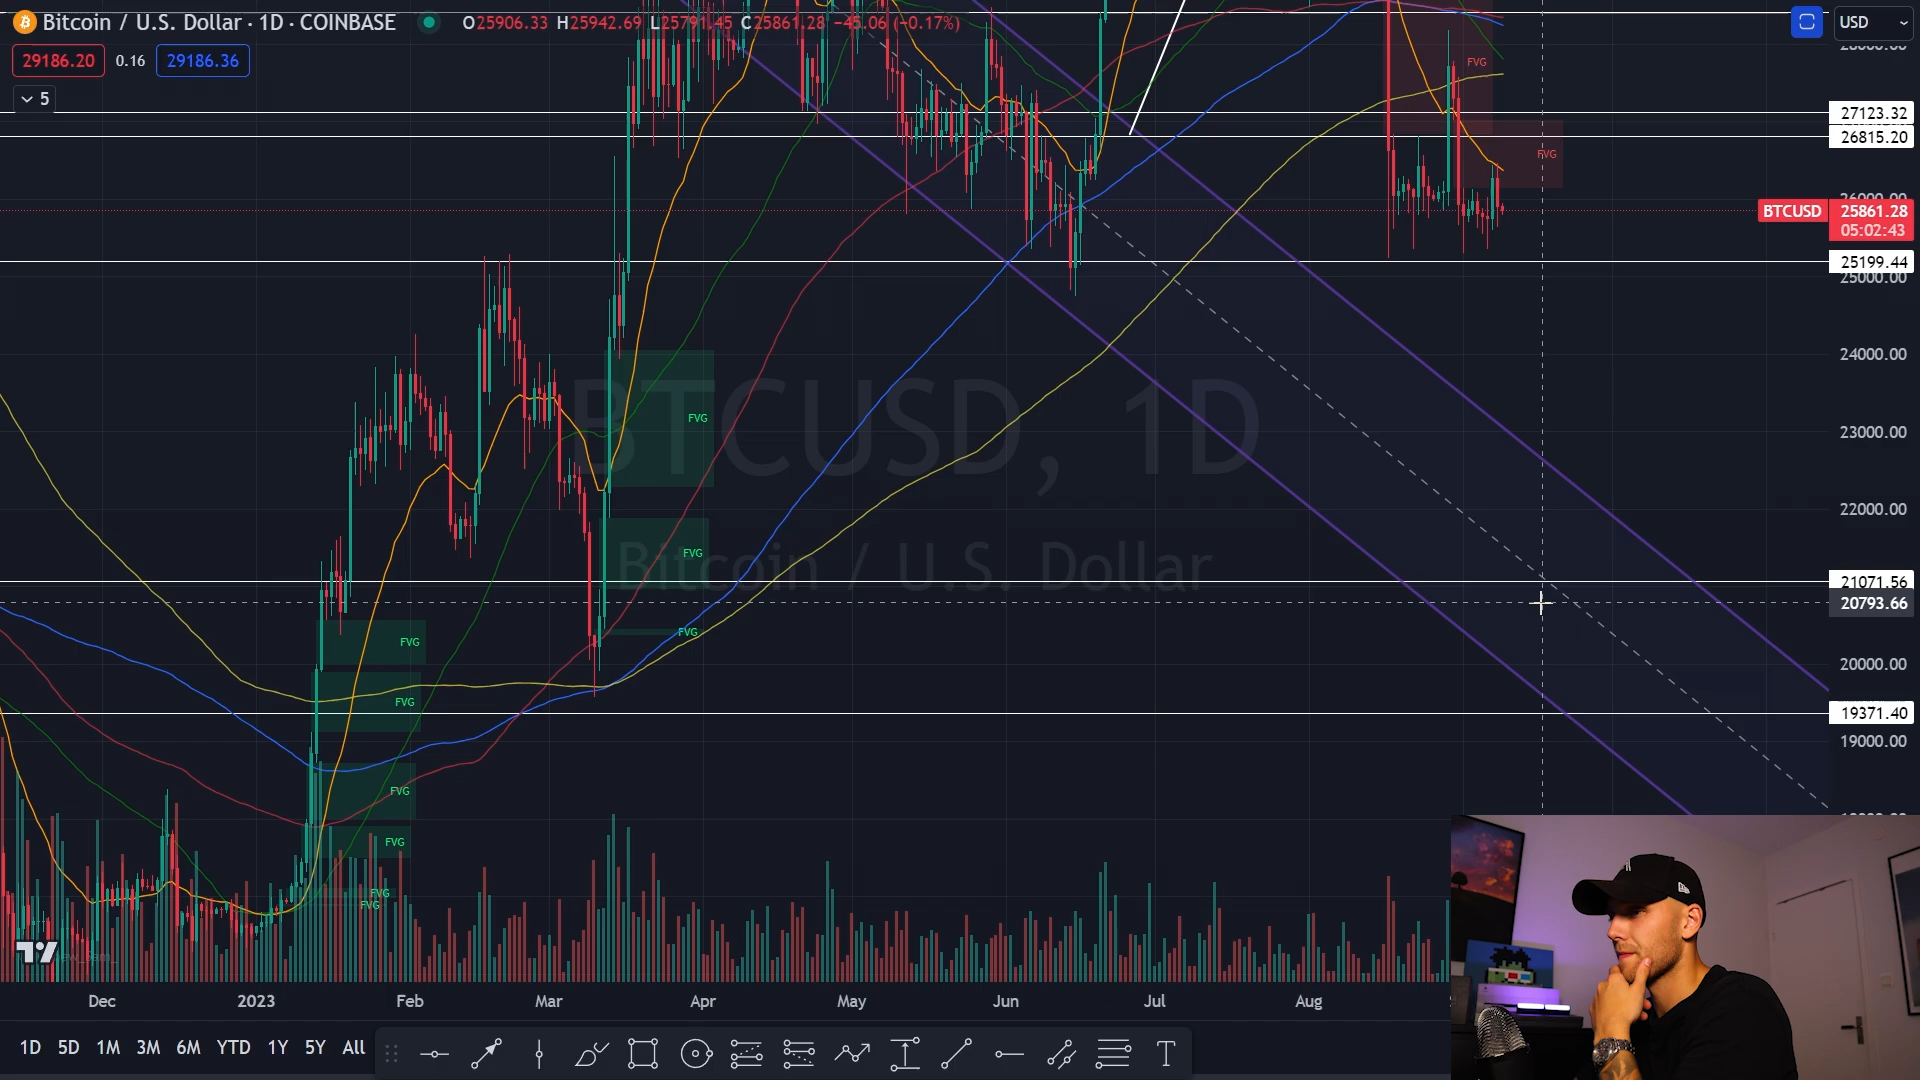 Bitcoin / U.S. Dollar · 1D · COINBASE O25906.33 H25942.69 L25791.45 C25861.28 −45.06 (−0.17%)
USD
29186.20 0.16 29186.36
5
FVG
27123.32
26815.20
FVG
BTCUSD 25861.28
05:02:43
25199.44
25000.00
24000.00
BTCUSD, 1D
FVG
23000.00
22000.00
FVG
Bitcoin / U.S. Dollar
21071.56
20793.66
FVG
FVG
20000.00
FVG
19371.40
19000.00
FVG
FVG
FVG
FVG
Dec 2023 Feb Mar Apr May Jun Jul Aug
1D 5D 1M 3M 6M YTD 1Y 5Y All
T